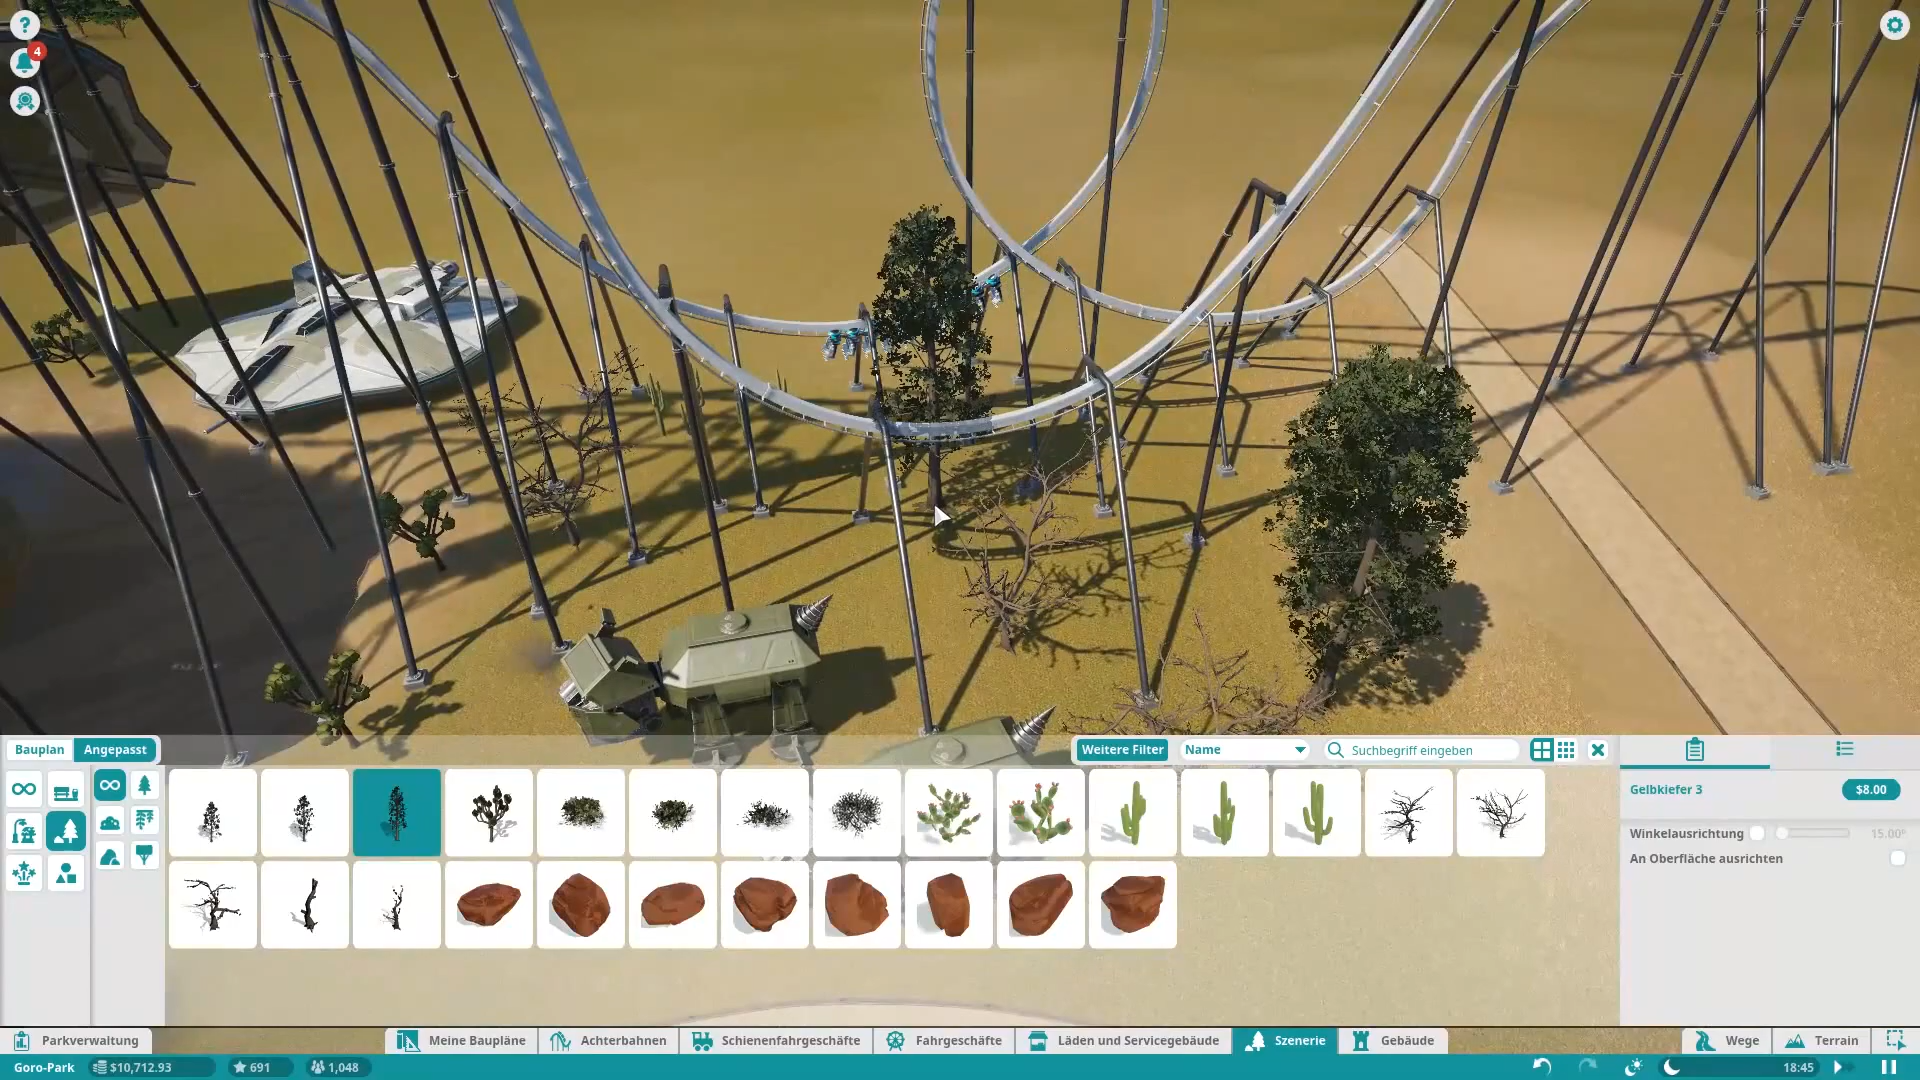 4
Bauplan Angepasst
Weitere Filter Name Suchbegriff eingeben
Gelbkiefer 3 $8.00
Winkelausrichtung 15.00°
An Oberfläche ausrichten
Parkverwaltung Meine Baupläne Achterbahnen Schienenfahrgeschäfte Fahrgeschäfte Läden und Servicegebäude Szenerie Gebäude Wege Terrain
Goro-Park $10,712.93 691 1,048 18:45